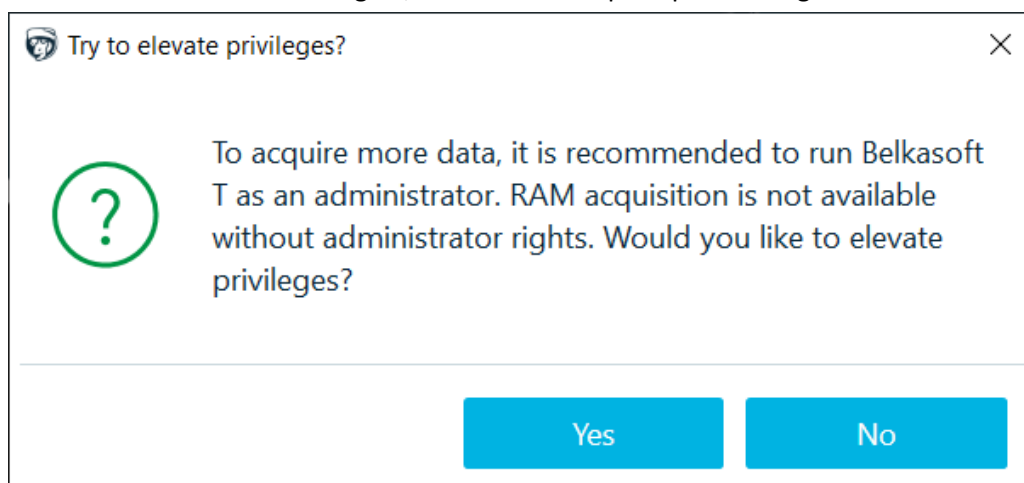 Try to elevate privileges?
To acquire more data, it is recommended to run Belkasoft
T as an administrator. RAM acquisition is not available
without administrator rights. Would you like to elevate
privileges?
Yes
No